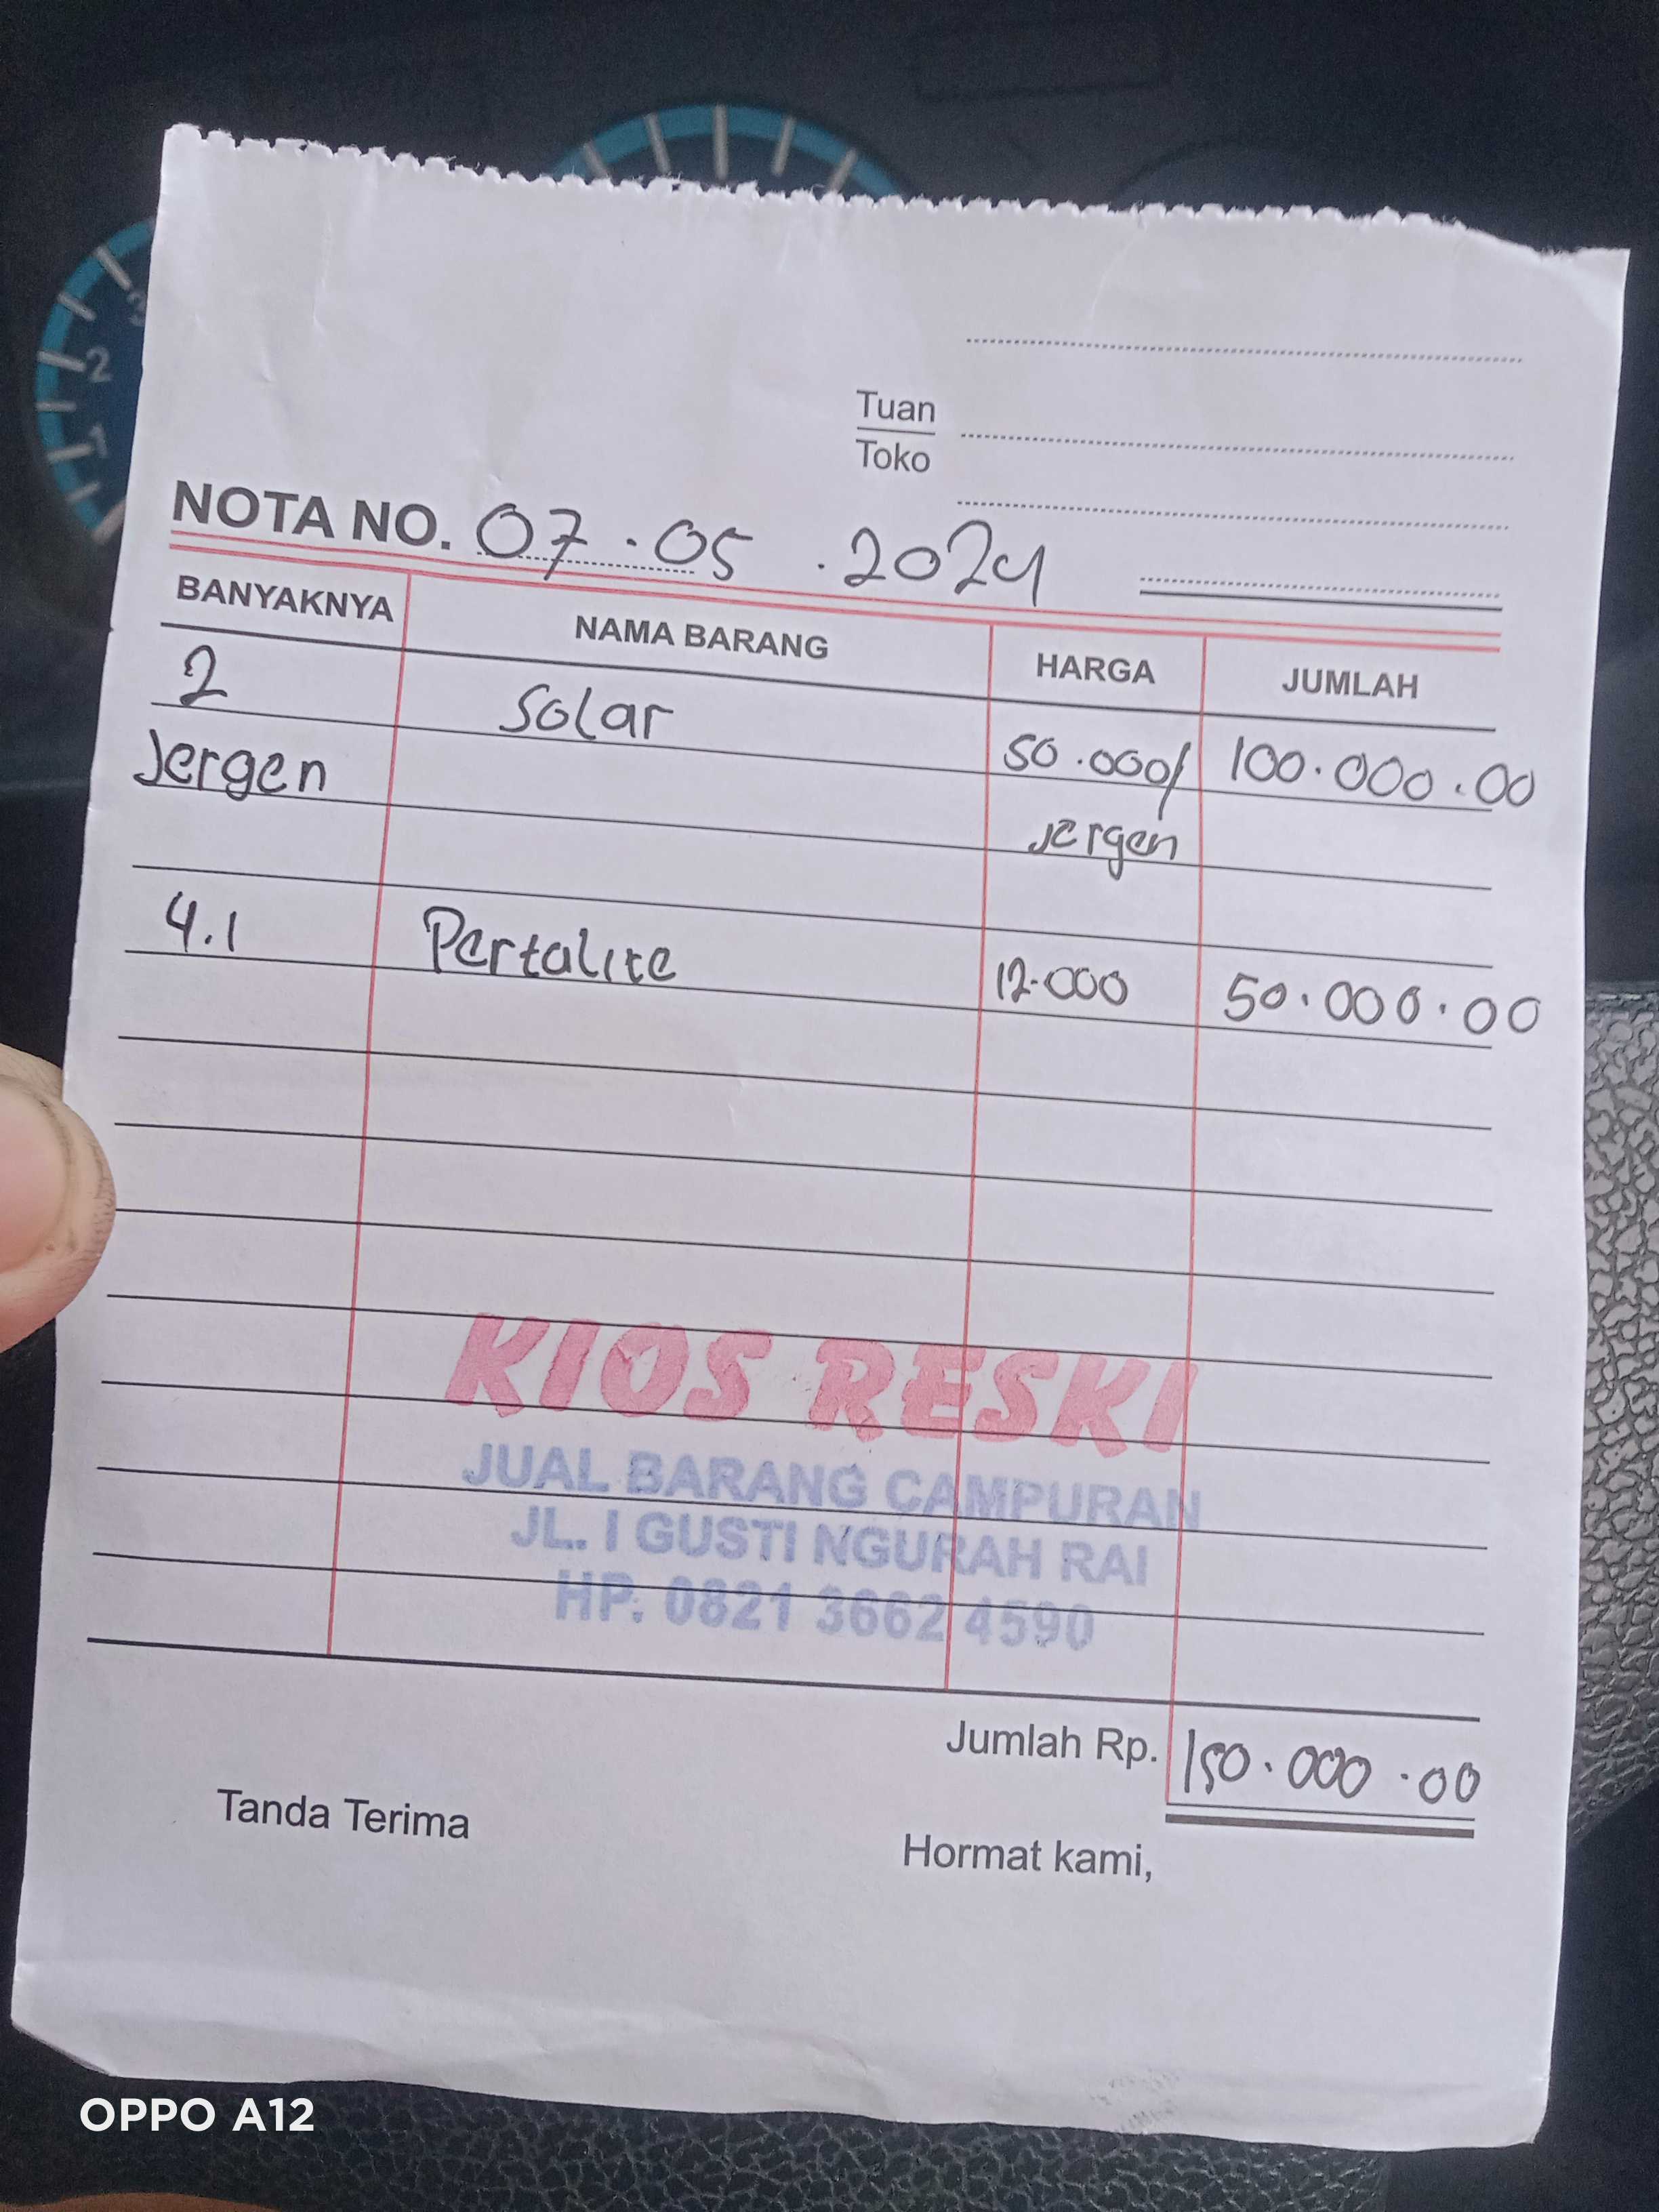 Tuan
Toko
NOTA NO. 07.05.2024
BANYAKNYA NAMA BARANG HARGA JUMLAH
2 Solar 50.000/ 100.000.00
Jergen Jergen
4.1 Pertalite 12.000 50.000.00
KIOS RESKI
JUAL BARANG CAMPURAN
JL. I GUSTI NGURAH RAI
HP. 0821 3662 4590
Jumlah Rp. 150.000.00
Tanda Terima Hormat kami,
OPPO A12
2
1